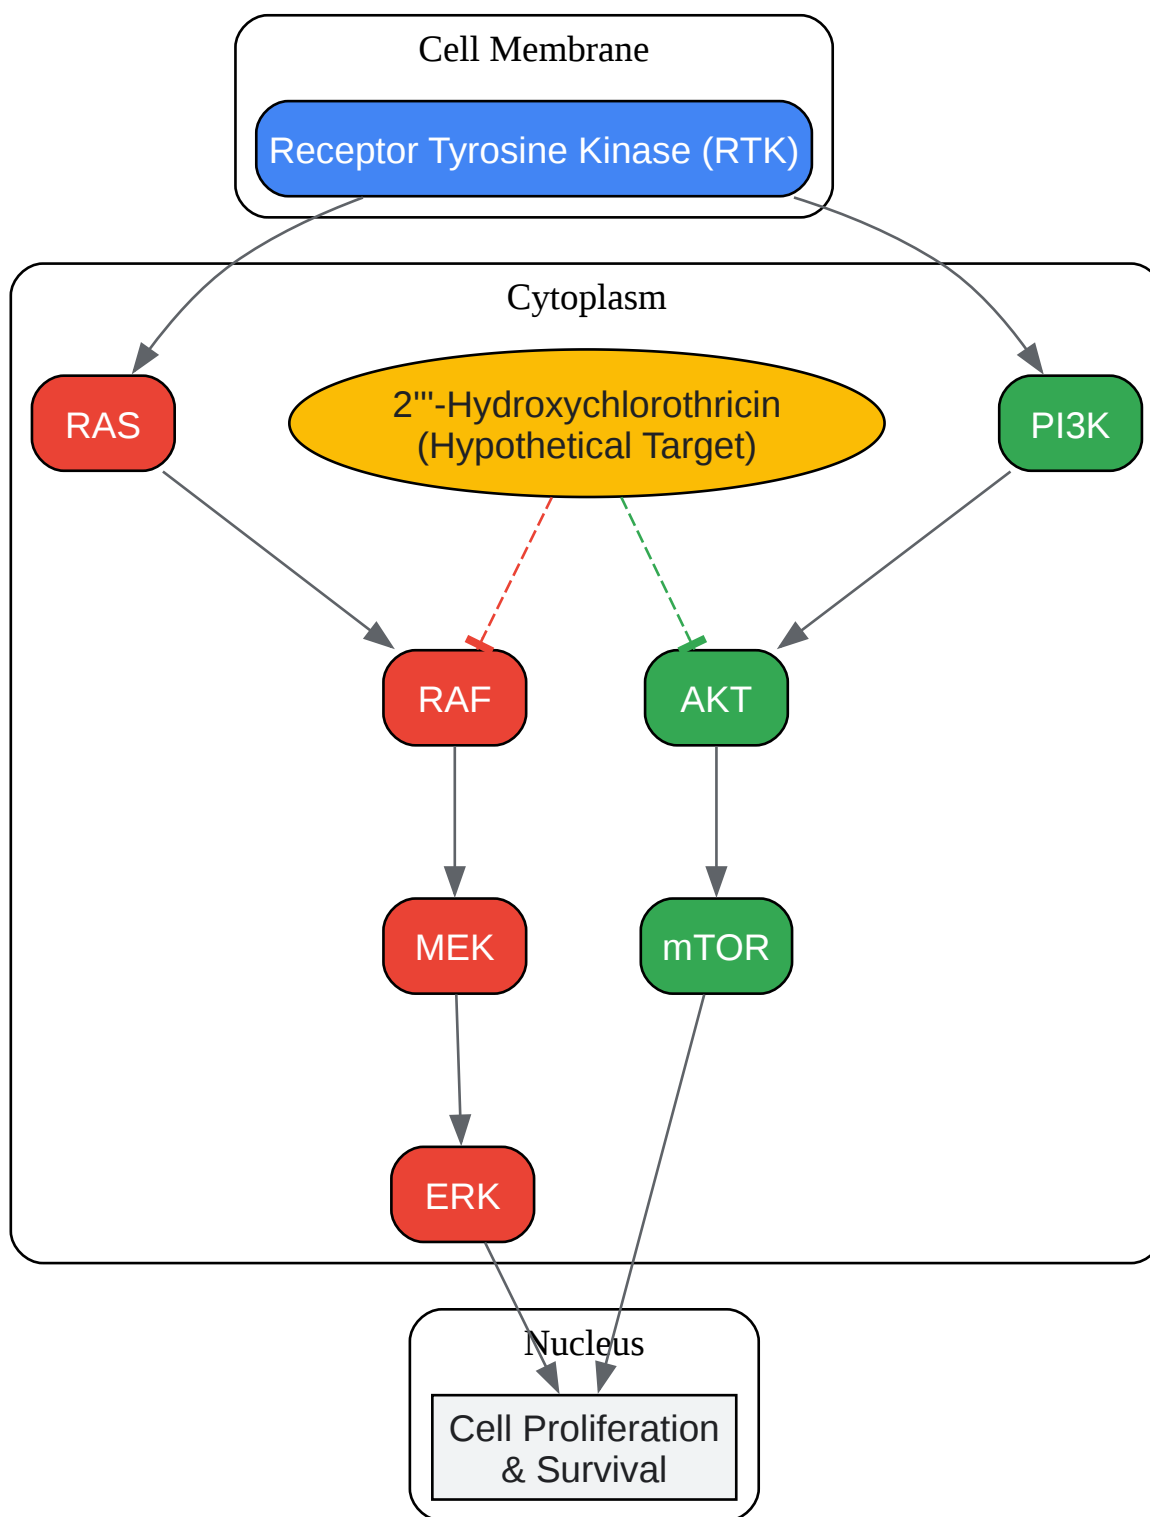 Cell Membrane
Receptor Tyrosine Kinase (RTK)
Cytoplasm
RAS
2'''-Hydroxychlorothricin
(Hypothetical Target)
PI3K
RAF
AKT
MEK
mTOR
ERK
Nucleus
Cell Proliferation
& Survival